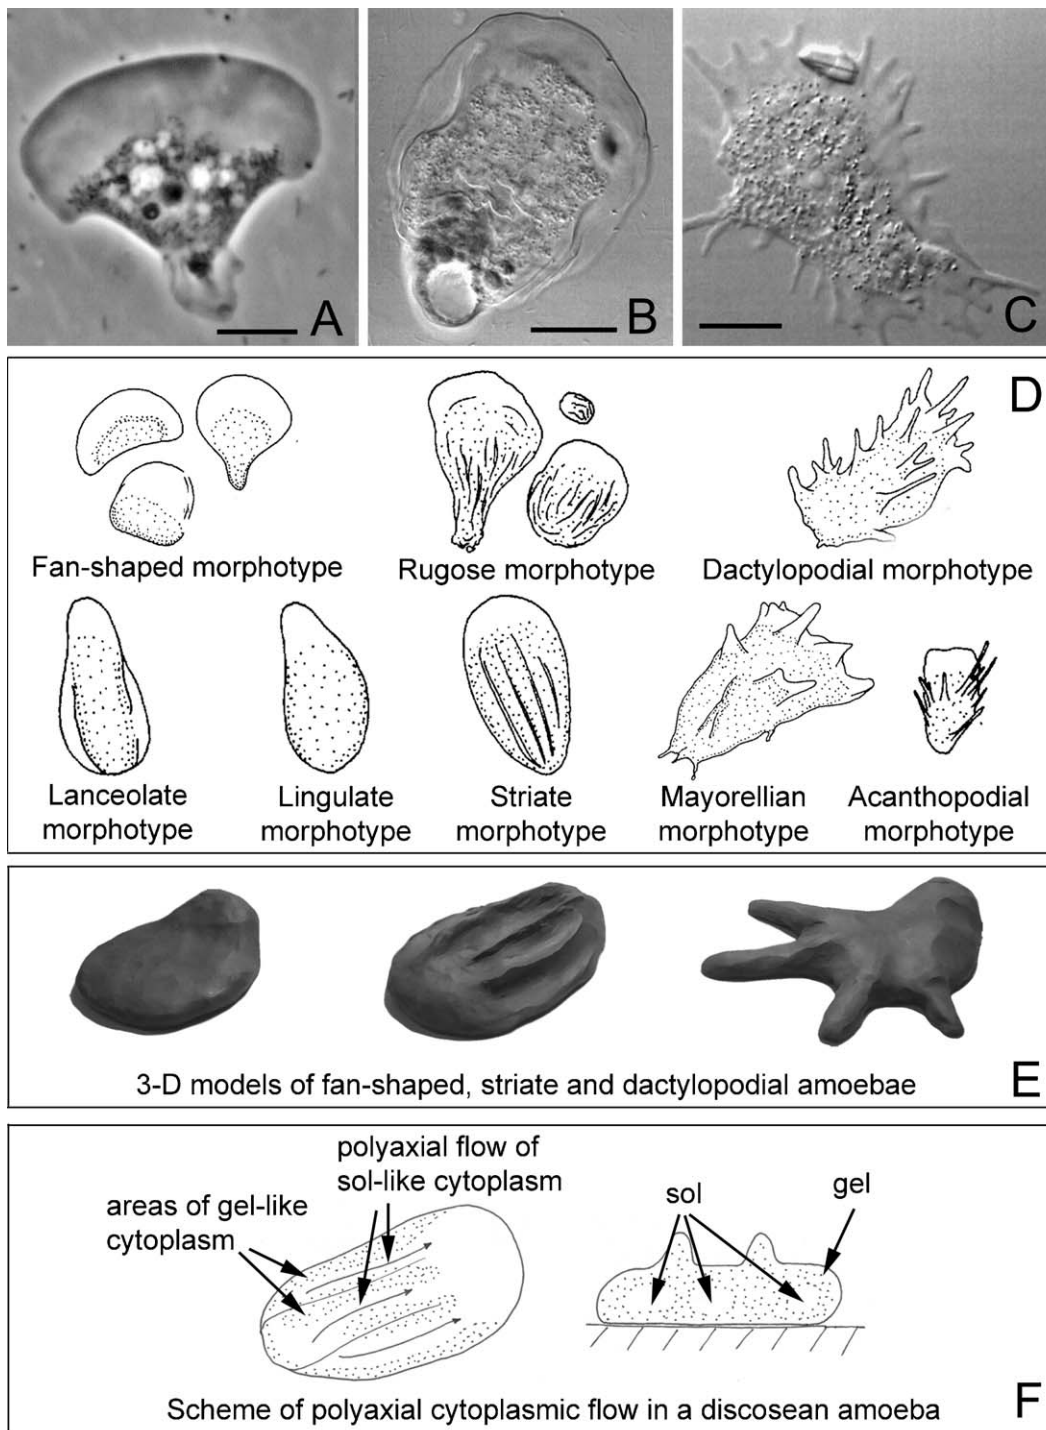 A
B
C
D
Fan-shaped morphotype
Rugose morphotype
Dactylopodial morphotype
Lanceolate
morphotype
Lingulate
morphotype
Striate
morphotype
Mayorellian
morphotype
Acanthopodial
morphotype
3-D models of fan-shaped, striate and dactylopodial amoebae
E
polyaxial flow of
sol-like cytoplasm
areas of gel-like
cytoplasm
sol
gel
Scheme of polyaxial cytoplasmic flow in a discosean amoeba
F